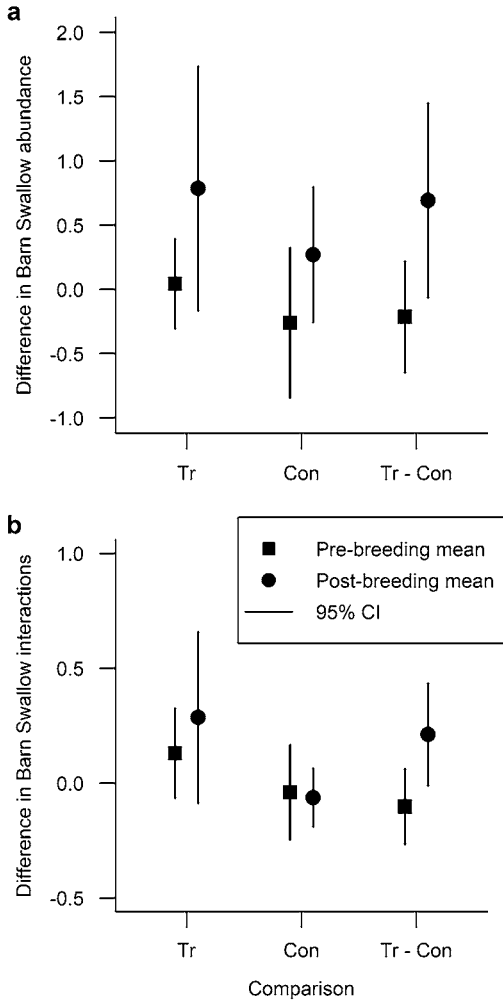 a
Difference in Barn Swallow abundance
2.0
1.5
1.0
0.5
0.0
-0.5
-1.0
Tr Con Tr - Con
b
Difference in Barn Swallow interactions
1.0
0.5
0.0
-0.5
Pre-breeding mean
Post-breeding mean
95% CI
Tr Con Tr - Con
Comparison